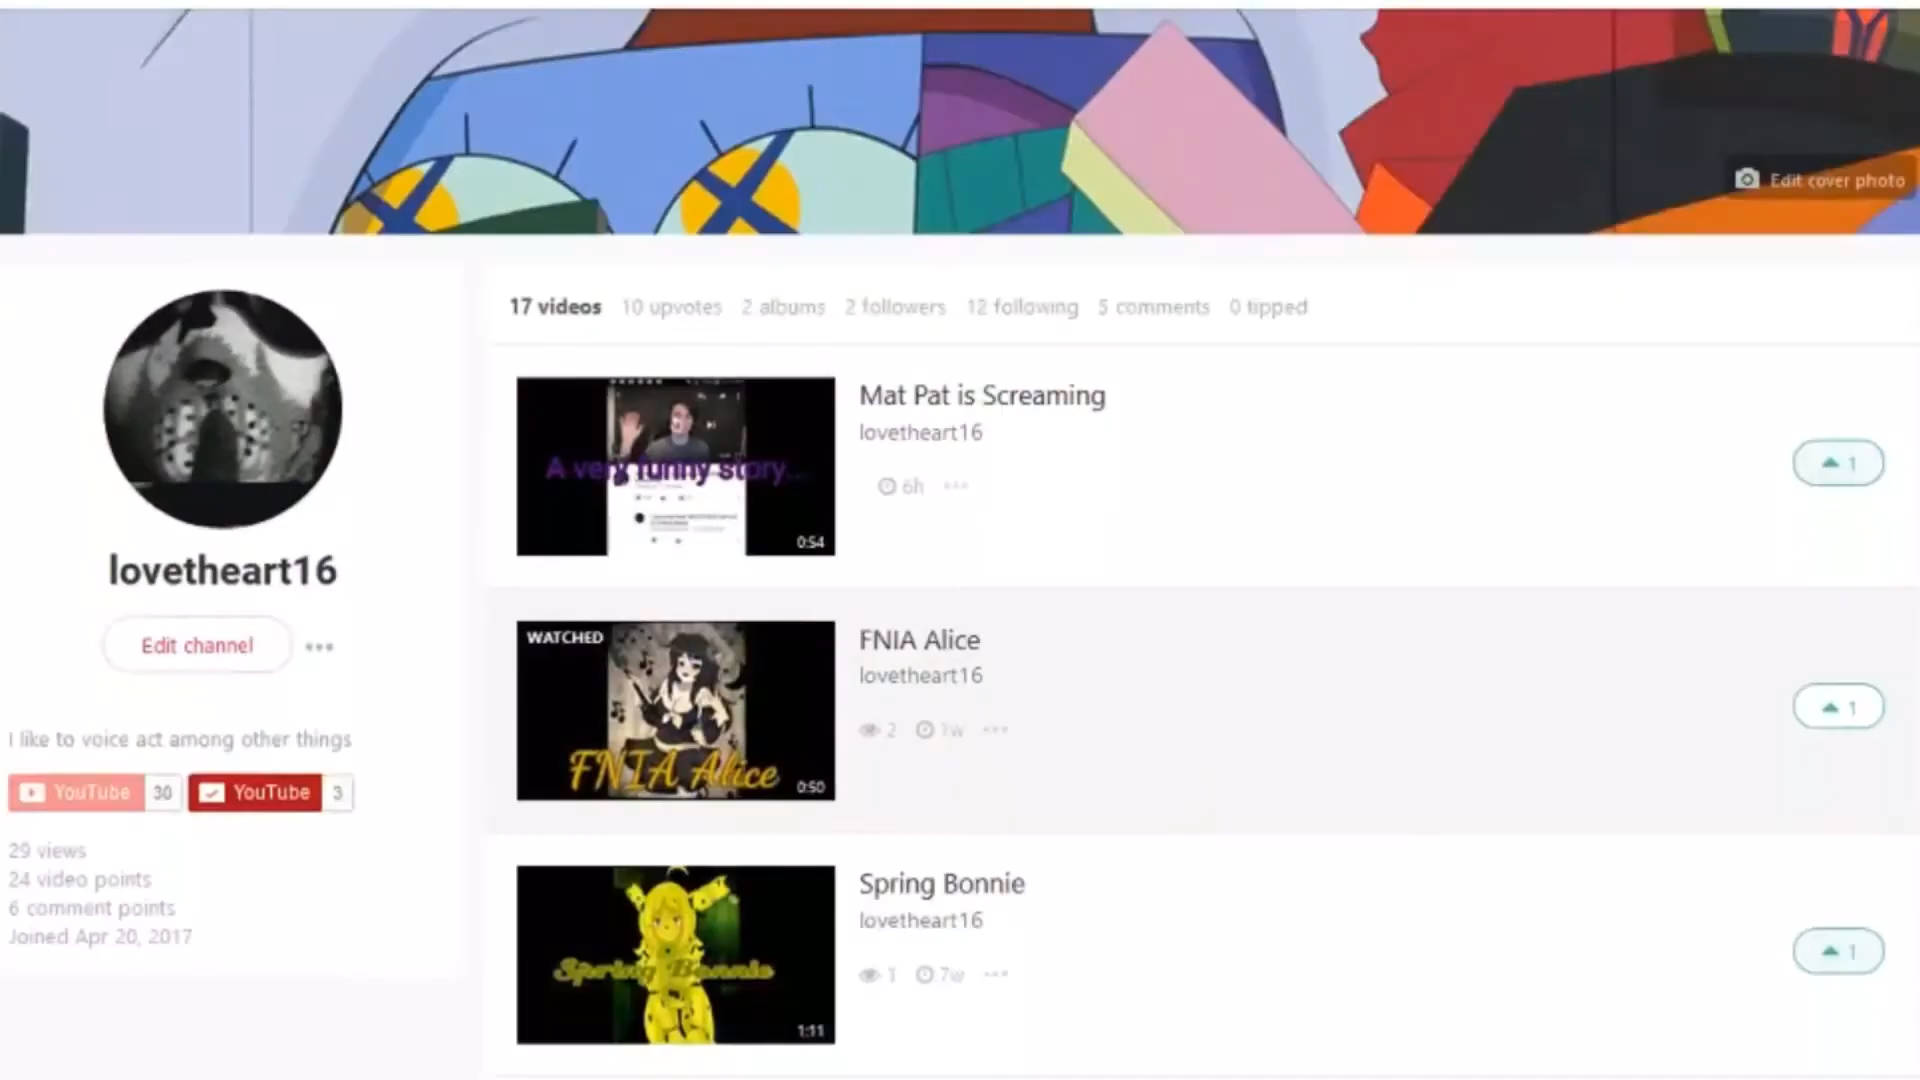 Edit cover photo
lovetheart16
Edit channel
I like to voice act among other things
YouTube 30 YouTube 3
29 views
24 video points
6 comment points
Joined Apr 20, 2017
17 videos 10 upvotes 2 albums 2 followers 12 following 5 comments 0 tipped
A very funny story...
0:54
Mat Pat is Screaming
lovetheart16
6h
1
WATCHED
FNIA Alice
0:50
FNIA Alice
lovetheart16
2 1w
1
Spring Bonnie
1:11
Spring Bonnie
lovetheart16
1 7w
1